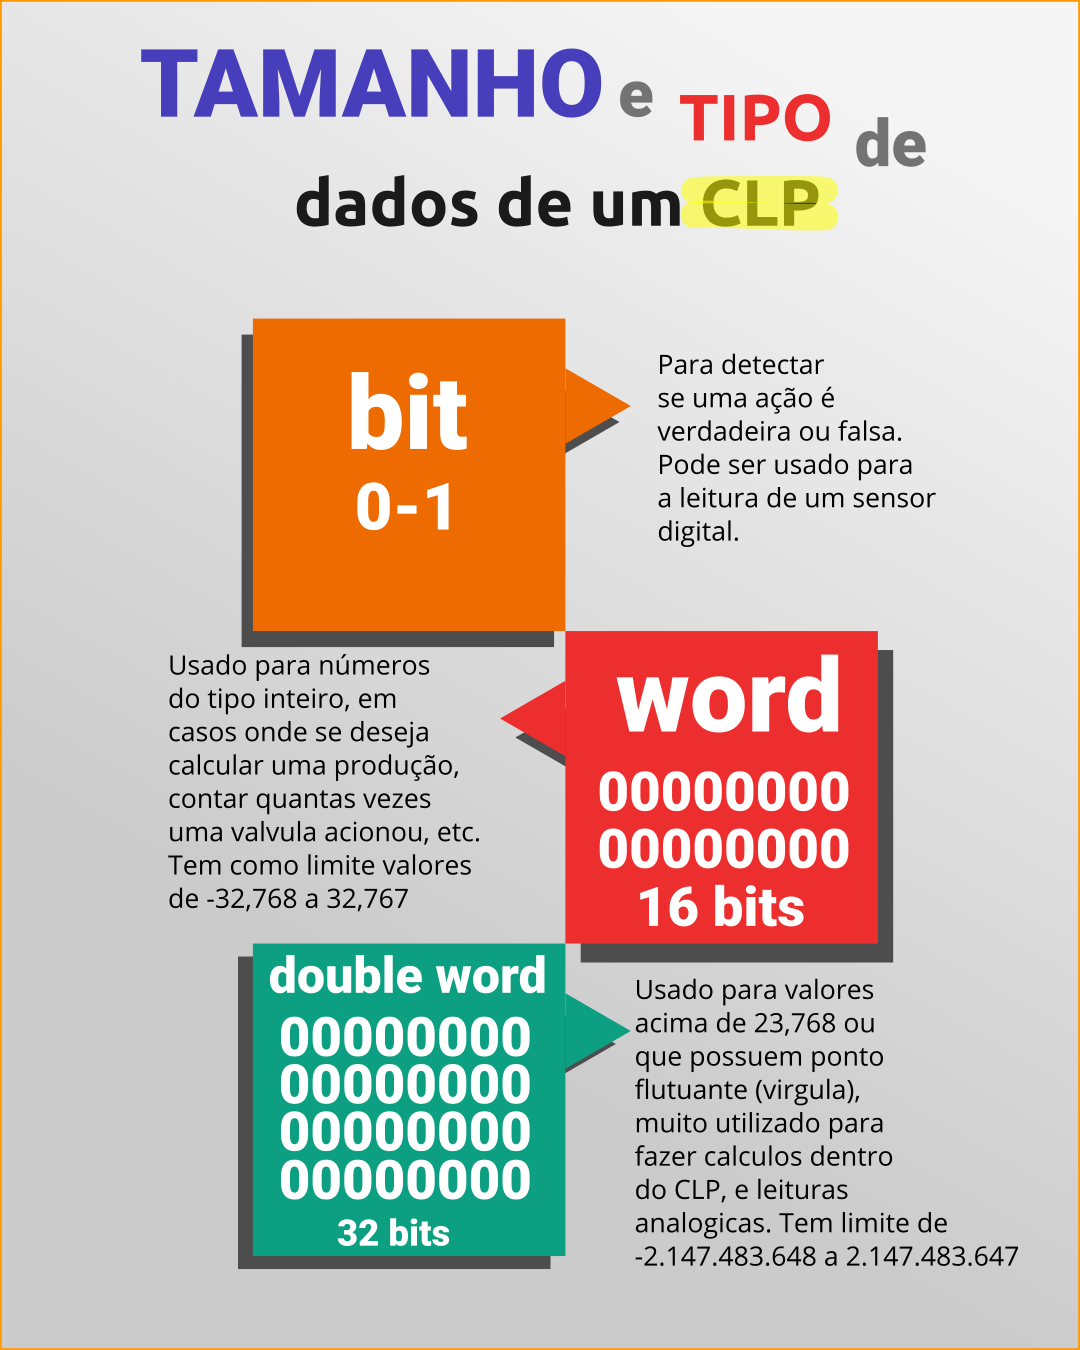 TAMANHO e TIPO de
dados de um CLP
bit
0-1
Para detectar
se uma ação é
verdadeira ou falsa.
Pode ser usado para
a leitura de um sensor
digital.
Usado para números
do tipo inteiro, em
casos onde se deseja
calcular uma produção,
contar quantas vezes
uma valvula acionou, etc.
Tem como limite valores
de -32,768 a 32,767
word
00000000
00000000
16 bits
double word
00000000
00000000
00000000
00000000
32 bits
Usado para valores
acima de 23,768 ou
que possuem ponto
flutuante (virgula),
muito utilizado para
fazer calculos dentro
do CLP, e leituras
analogicas. Tem limite de
-2.147.483.648 a 2.147.483.647